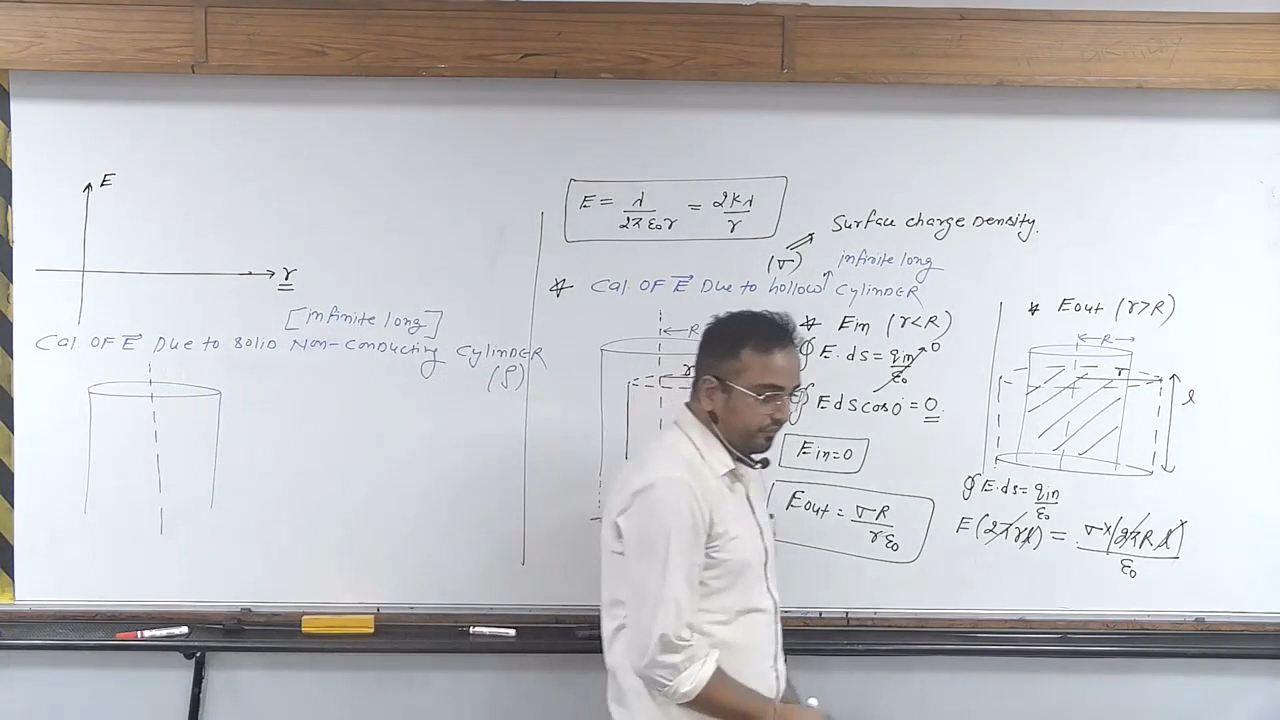 E
r
[infinite long]
Cal OF E⃗ Due to solid Non-Conducting CylinDER
(ρ)
E = λ/2πε₀r = 2Kλ/r
Surface charge Density.
(σ)
infinite long
* Cal OF E⃗ Due to hollow CylinDER
R
r
* Ein (r<R)
∮ E.ds = qin/ε₀ 0
∮ E ds cos0° = 0.
Ein=0
Eout = σR/rε₀
* Eout (r>R)
R
r
l
∮ E.ds = qin/ε₀
E(2πrl) = σ×(2πRl)/ε₀